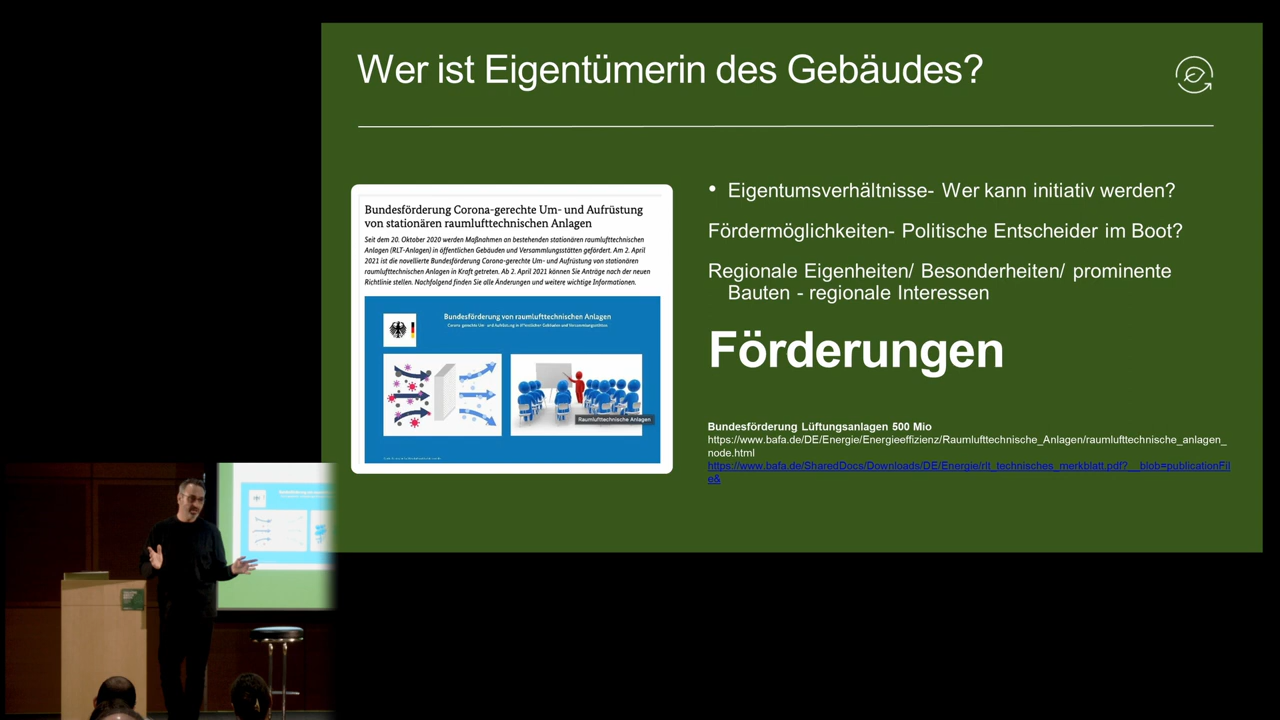 Wer ist Eigentümerin des Gebäudes?
Bundesförderung Corona-gerechte Um- und Aufrüstung
von stationären raumlufttechnischen Anlagen
Seit dem 20. Oktober 2020 werden Maßnahmen an bestehenden stationären raumlufttechnischen
Anlagen (RLT-Anlagen) in öffentlichen Gebäuden und Versammlungsstätten gefördert. Am 2. April
2021 ist die novellierte Bundesförderung Corona-gerechte Um- und Aufrüstung von stationären
raumlufttechnischen Anlagen in Kraft getreten. Ab 2. April 2021 können Sie Anträge nach der neuen
Richtlinie stellen. Nachfolgend finden Sie alle Änderungen und weitere wichtige Informationen.
Bundesförderung von raumlufttechnischen Anlagen
Corona-gerechte Um- und Aufrüstung in öffentlichen Gebäuden und Versammlungsstätten
Raumlufttechnische Anlagen
• Eigentumsverhältnisse- Wer kann initiativ werden?
Fördermöglichkeiten- Politische Entscheider im Boot?
Regionale Eigenheiten/ Besonderheiten/ prominente
Bauten - regionale Interessen
Förderungen
Bundesförderung Lüftungsanlagen 500 Mio
https://www.bafa.de/DE/Energie/Energieeffizienz/Raumlufttechnische_Anlagen/raumlufttechnische_anlagen_
node.html
https://www.bafa.de/SharedDocs/Downloads/DE/Energie/rlt_technisches_merkblatt.pdf?__blob=publicationFil
e&